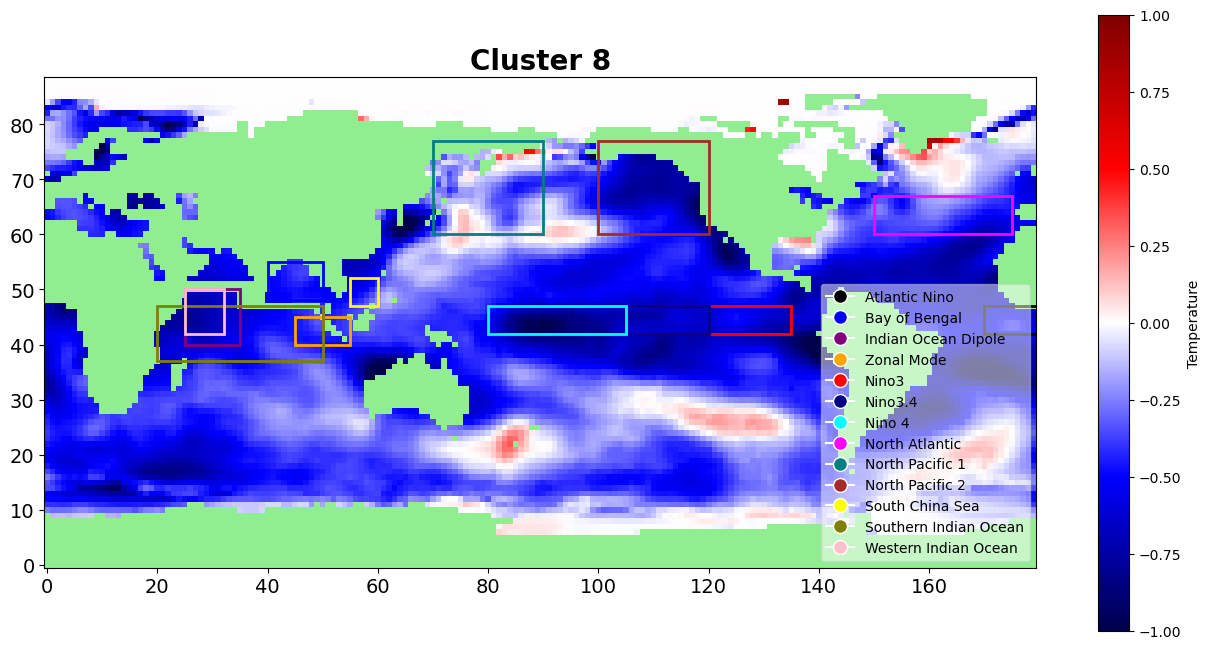 Cluster 8
80
70
60
50
40
30
20
10
0
0 20 40 60 80 100 120 140 160
Atlantic Nino
Bay of Bengal
Indian Ocean Dipole
Zonal Mode
Nino3
Nino3.4
Nino 4
North Atlantic
North Pacific 1
North Pacific 2
South China Sea
Southern Indian Ocean
Western Indian Ocean
1.00
0.75
0.50
0.25
0.00
−0.25
−0.50
−0.75
−1.00
Temperature